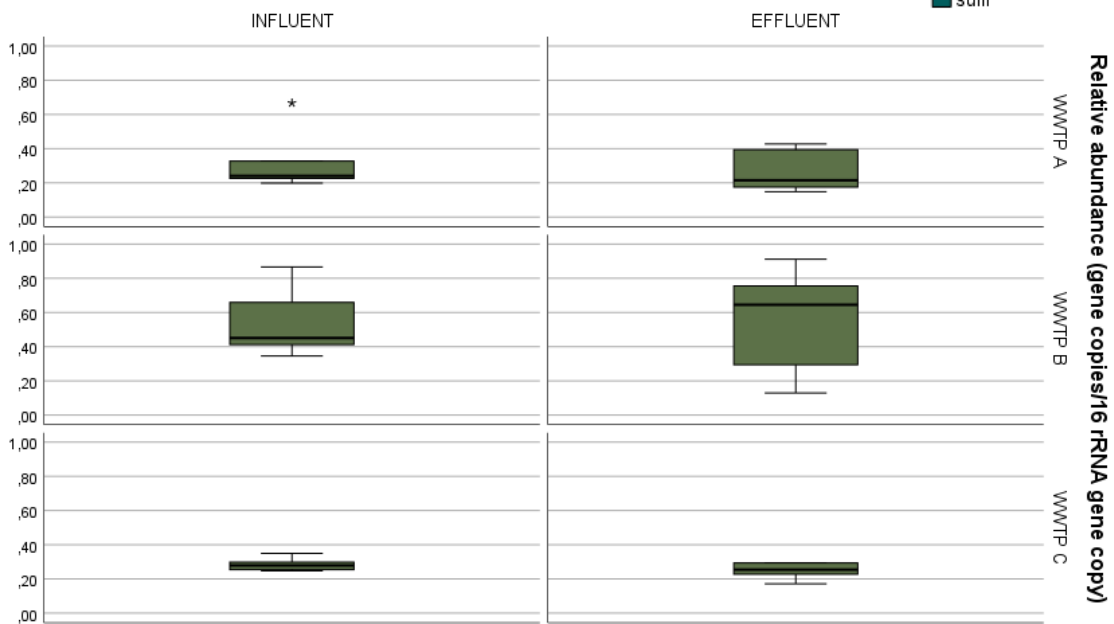 sum
INFLUENT
EFFLUENT
1,00
,80
,60
,40
,20
,00
WWTP A
1,00
,80
,60
,40
,20
,00
WWTP B
1,00
,80
,60
,40
,20
,00
WWTP C
Relative abundance (gene copies/16 rRNA gene copy)